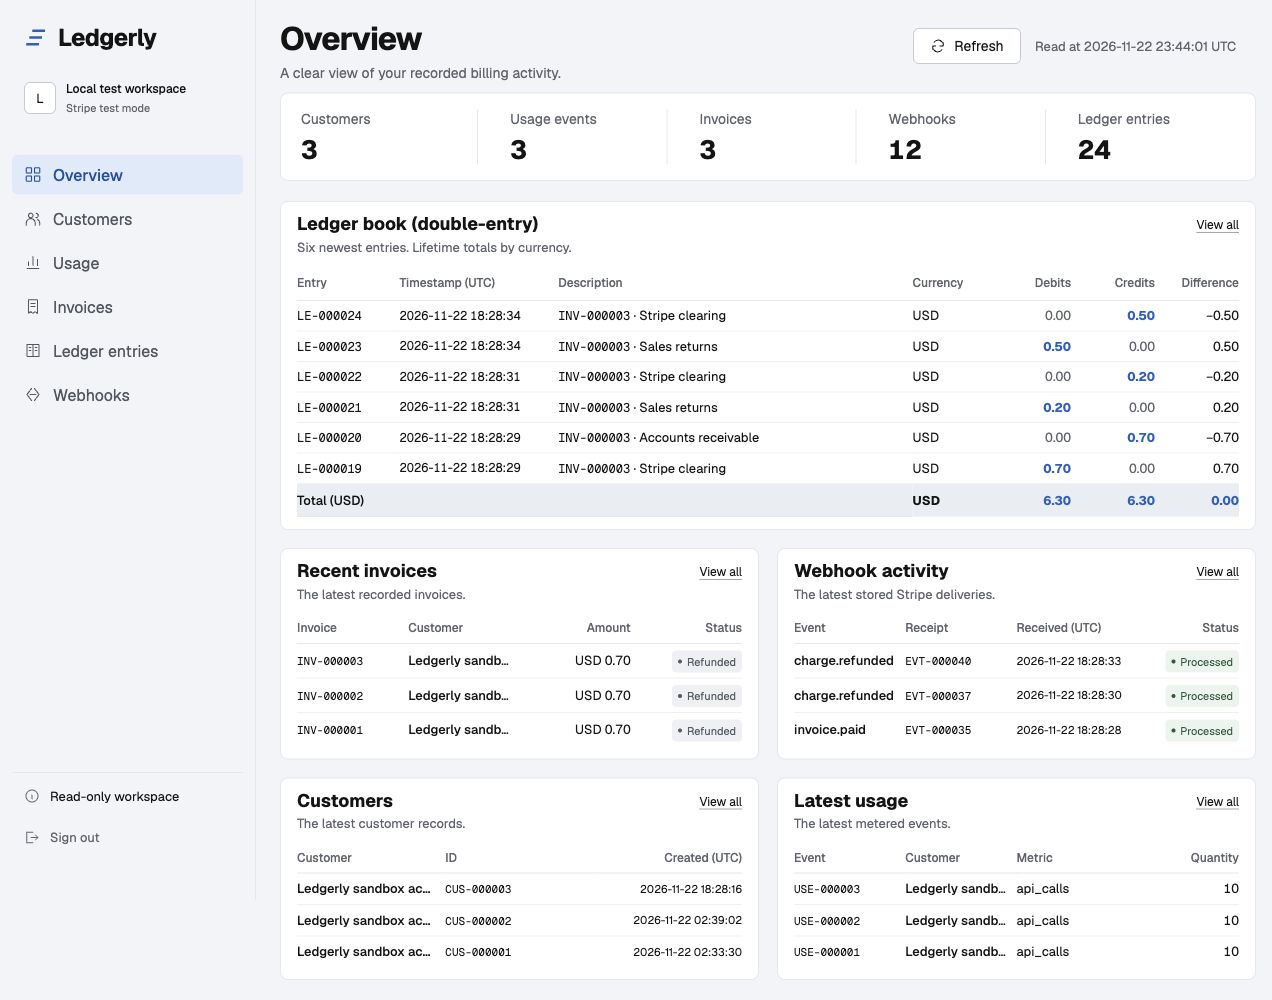 Ledgerly
L
Local test workspace
Stripe test mode
Overview
Customers
Usage
Invoices
Ledger entries
Webhooks
Read-only workspace
Sign out
Overview
A clear view of your recorded billing activity.
Refresh
Read at 2026-11-22 23:44:01 UTC
Customers Usage events Invoices Webhooks Ledger entries
3 3 3 12 24
Ledger book (double-entry) View all
Six newest entries. Lifetime totals by currency.
Entry Timestamp (UTC) Description Currency Debits Credits Difference
LE-000024 2026-11-22 18:28:34 INV-000003 · Stripe clearing USD 0.00 0.50 −0.50
LE-000023 2026-11-22 18:28:34 INV-000003 · Sales returns USD 0.50 0.00 0.50
LE-000022 2026-11-22 18:28:31 INV-000003 · Stripe clearing USD 0.00 0.20 −0.20
LE-000021 2026-11-22 18:28:31 INV-000003 · Sales returns USD 0.20 0.00 0.20
LE-000020 2026-11-22 18:28:29 INV-000003 · Accounts receivable USD 0.00 0.70 −0.70
LE-000019 2026-11-22 18:28:29 INV-000003 · Stripe clearing USD 0.70 0.00 0.70
Total (USD) USD 6.30 6.30 0.00
Recent invoices View all
The latest recorded invoices.
Invoice Customer Amount Status
INV-000003 Ledgerly sandb... USD 0.70 • Refunded
INV-000002 Ledgerly sandb... USD 0.70 • Refunded
INV-000001 Ledgerly sandb... USD 0.70 • Refunded
Webhook activity View all
The latest stored Stripe deliveries.
Event Receipt Received (UTC) Status
charge.refunded EVT-000040 2026-11-22 18:28:33 • Processed
charge.refunded EVT-000037 2026-11-22 18:28:30 • Processed
invoice.paid EVT-000035 2026-11-22 18:28:28 • Processed
Customers View all
The latest customer records.
Customer ID Created (UTC)
Ledgerly sandbox ac... CUS-000003 2026-11-22 18:28:16
Ledgerly sandbox ac... CUS-000002 2026-11-22 02:39:02
Ledgerly sandbox ac... CUS-000001 2026-11-22 02:33:30
Latest usage View all
The latest metered events.
Event Customer Metric Quantity
USE-000003 Ledgerly sandb... api_calls 10
USE-000002 Ledgerly sandb... api_calls 10
USE-000001 Ledgerly sandb... api_calls 10